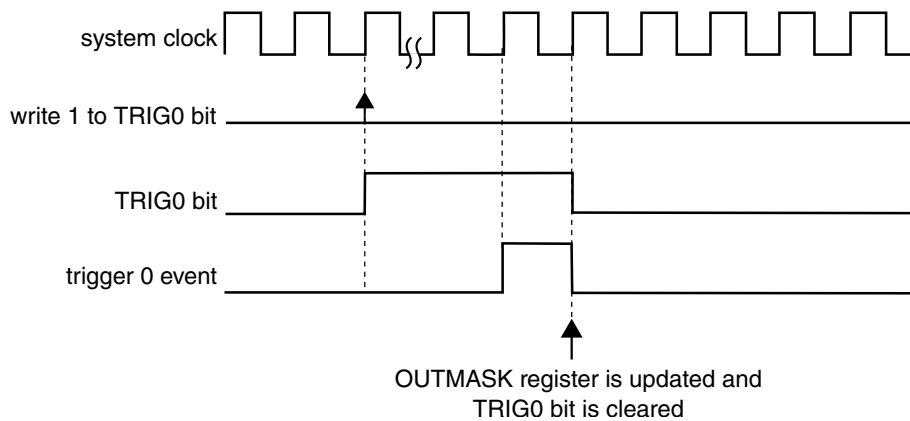 system clock
write 1 to TRIG0 bit
TRIG0 bit
trigger 0 event
OUTMASK register is updated and
TRIG0 bit is cleared